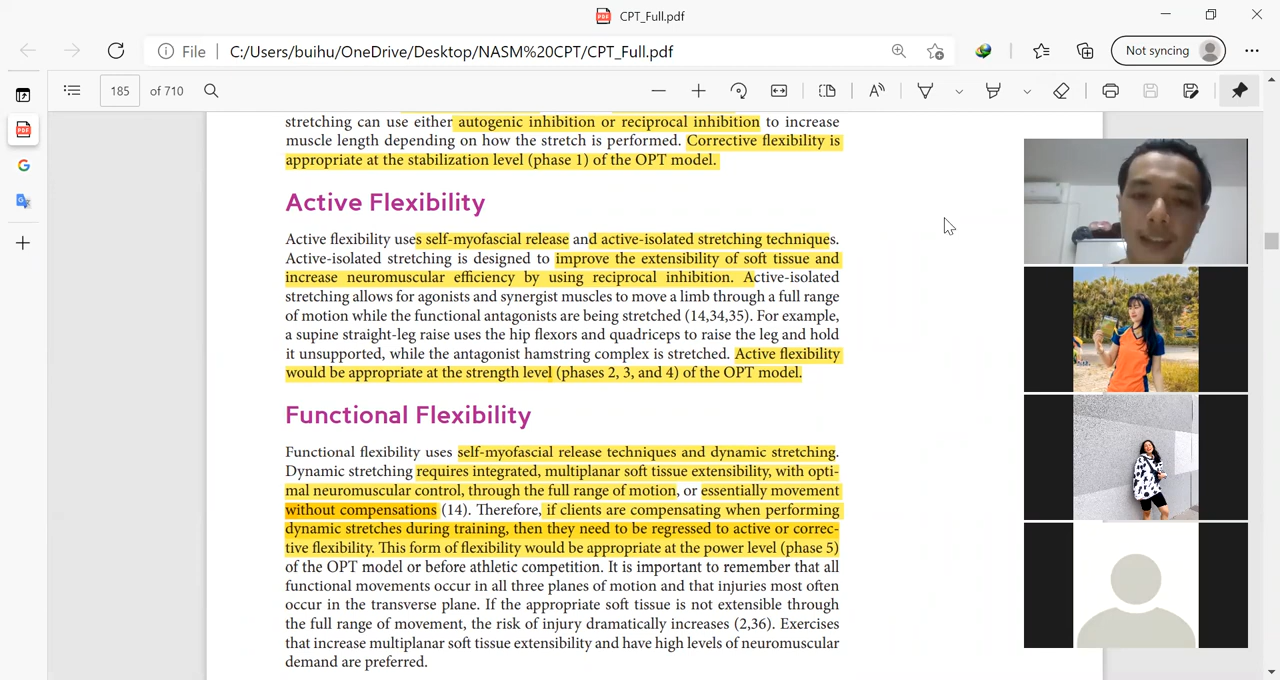 CPT_Full.pdf
File
C:/Users/buihu/OneDrive/Desktop/NASM%20CPT/CPT_Full.pdf
Not syncing
185
of 710
stretching can use either autogenic inhibition or reciprocal inhibition to increase
muscle length depending on how the stretch is performed. Corrective flexibility is
appropriate at the stabilization level (phase 1) of the OPT model.
Active Flexibility
Active flexibility uses self-myofascial release and active-isolated stretching techniques.
Active-isolated stretching is designed to improve the extensibility of soft tissue and
increase neuromuscular efficiency by using reciprocal inhibition. Active-isolated
stretching allows for agonists and synergist muscles to move a limb through a full range
of motion while the functional antagonists are being stretched (14,34,35). For example,
a supine straight-leg raise uses the hip flexors and quadriceps to raise the leg and hold
it unsupported, while the antagonist hamstring complex is stretched. Active flexibility
would be appropriate at the strength level (phases 2, 3, and 4) of the OPT model.
Functional Flexibility
Functional flexibility uses self-myofascial release techniques and dynamic stretching.
Dynamic stretching requires integrated, multiplanar soft tissue extensibility, with opti-
mal neuromuscular control, through the full range of motion, or essentially movement
without compensations (14). Therefore, if clients are compensating when performing
dynamic stretches during training, then they need to be regressed to active or correc-
tive flexibility. This form of flexibility would be appropriate at the power level (phase 5)
of the OPT model or before athletic competition. It is important to remember that all
functional movements occur in all three planes of motion and that injuries most often
occur in the transverse plane. If the appropriate soft tissue is not extensible through
the full range of movement, the risk of injury dramatically increases (2,36). Exercises
that increase multiplanar soft tissue extensibility and have high levels of neuromuscular
demand are preferred.